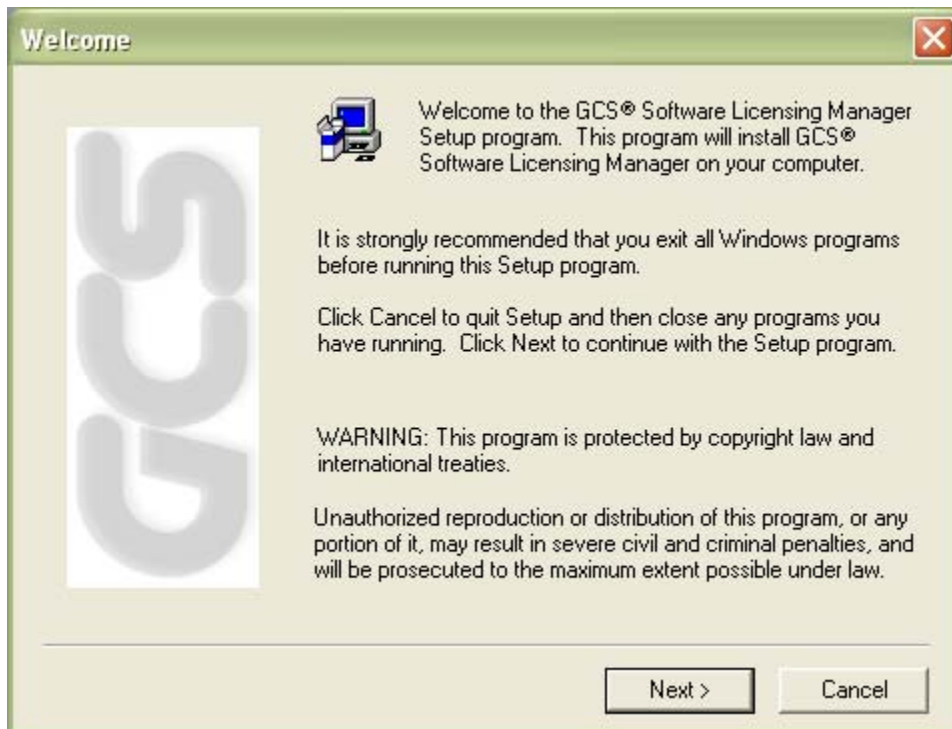 Welcome
GCS
Welcome to the GCS® Software Licensing Manager
Setup program.  This program will install GCS®
Software Licensing Manager on your computer.
It is strongly recommended that you exit all Windows programs
before running this Setup program.
Click Cancel to quit Setup and then close any programs you
have running.  Click Next to continue with the Setup program.
WARNING: This program is protected by copyright law and
international treaties.
Unauthorized reproduction or distribution of this program, or any
portion of it, may result in severe civil and criminal penalties, and
will be prosecuted to the maximum extent possible under law.
Next >
Cancel